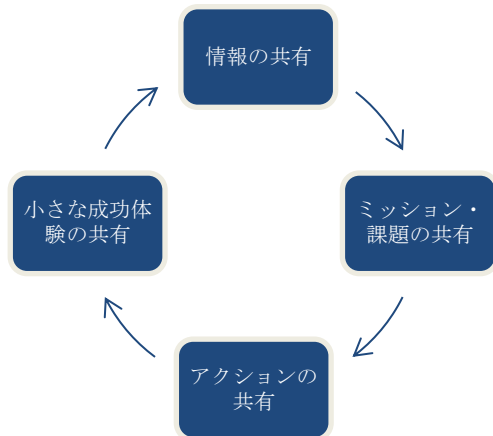 情報の共有
ミッション・
課題の共有
アクションの
共有
小さな成功体
験の共有